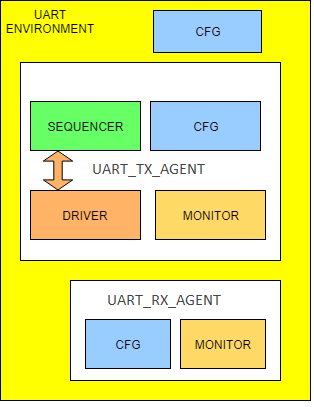 UART
ENVIRONMENT
CFG
SEQUENCER
CFG
UART_TX_AGENT
DRIVER
MONITOR
UART_RX_AGENT
CFG
MONITOR